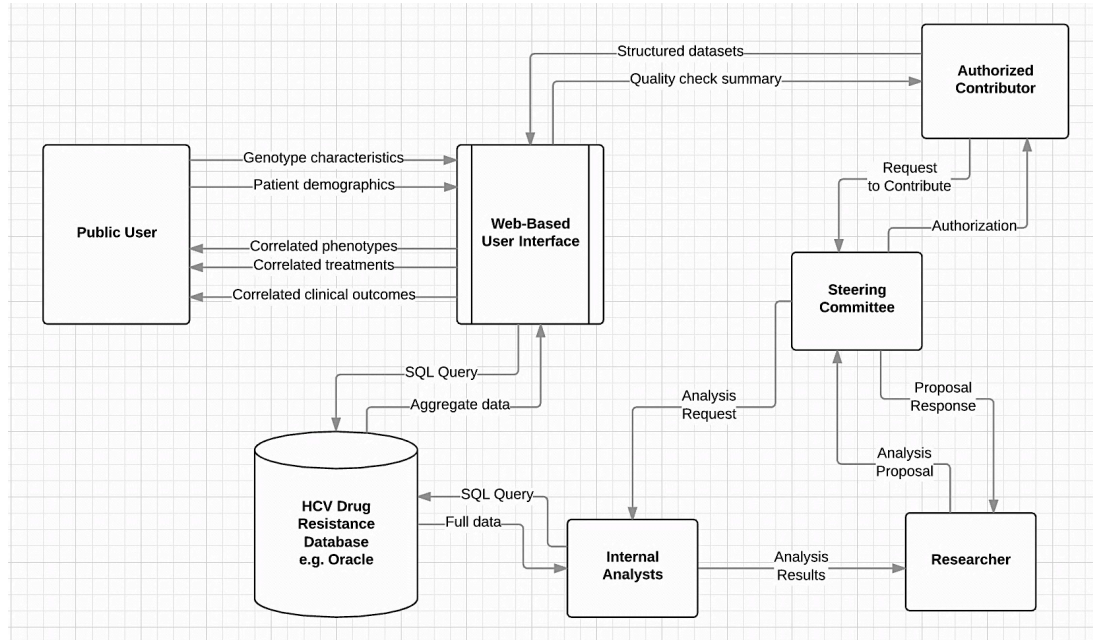 Structured datasets
Quality check summary
Authorized
Contributor
Genotype characteristics
Patient demographics
Public User
Web-Based
User Interface
Correlated phenotypes
Correlated treatments
Correlated clinical outcomes
Request
to Contribute
Authorization
Steering
Committee
SQL Query
Aggregate data
Analysis
Request
Proposal
Response
Analysis
Proposal
HCV Drug
Resistance
Database
e.g. Oracle
SQL Query
Full data
Internal
Analysts
Analysis
Results
Researcher